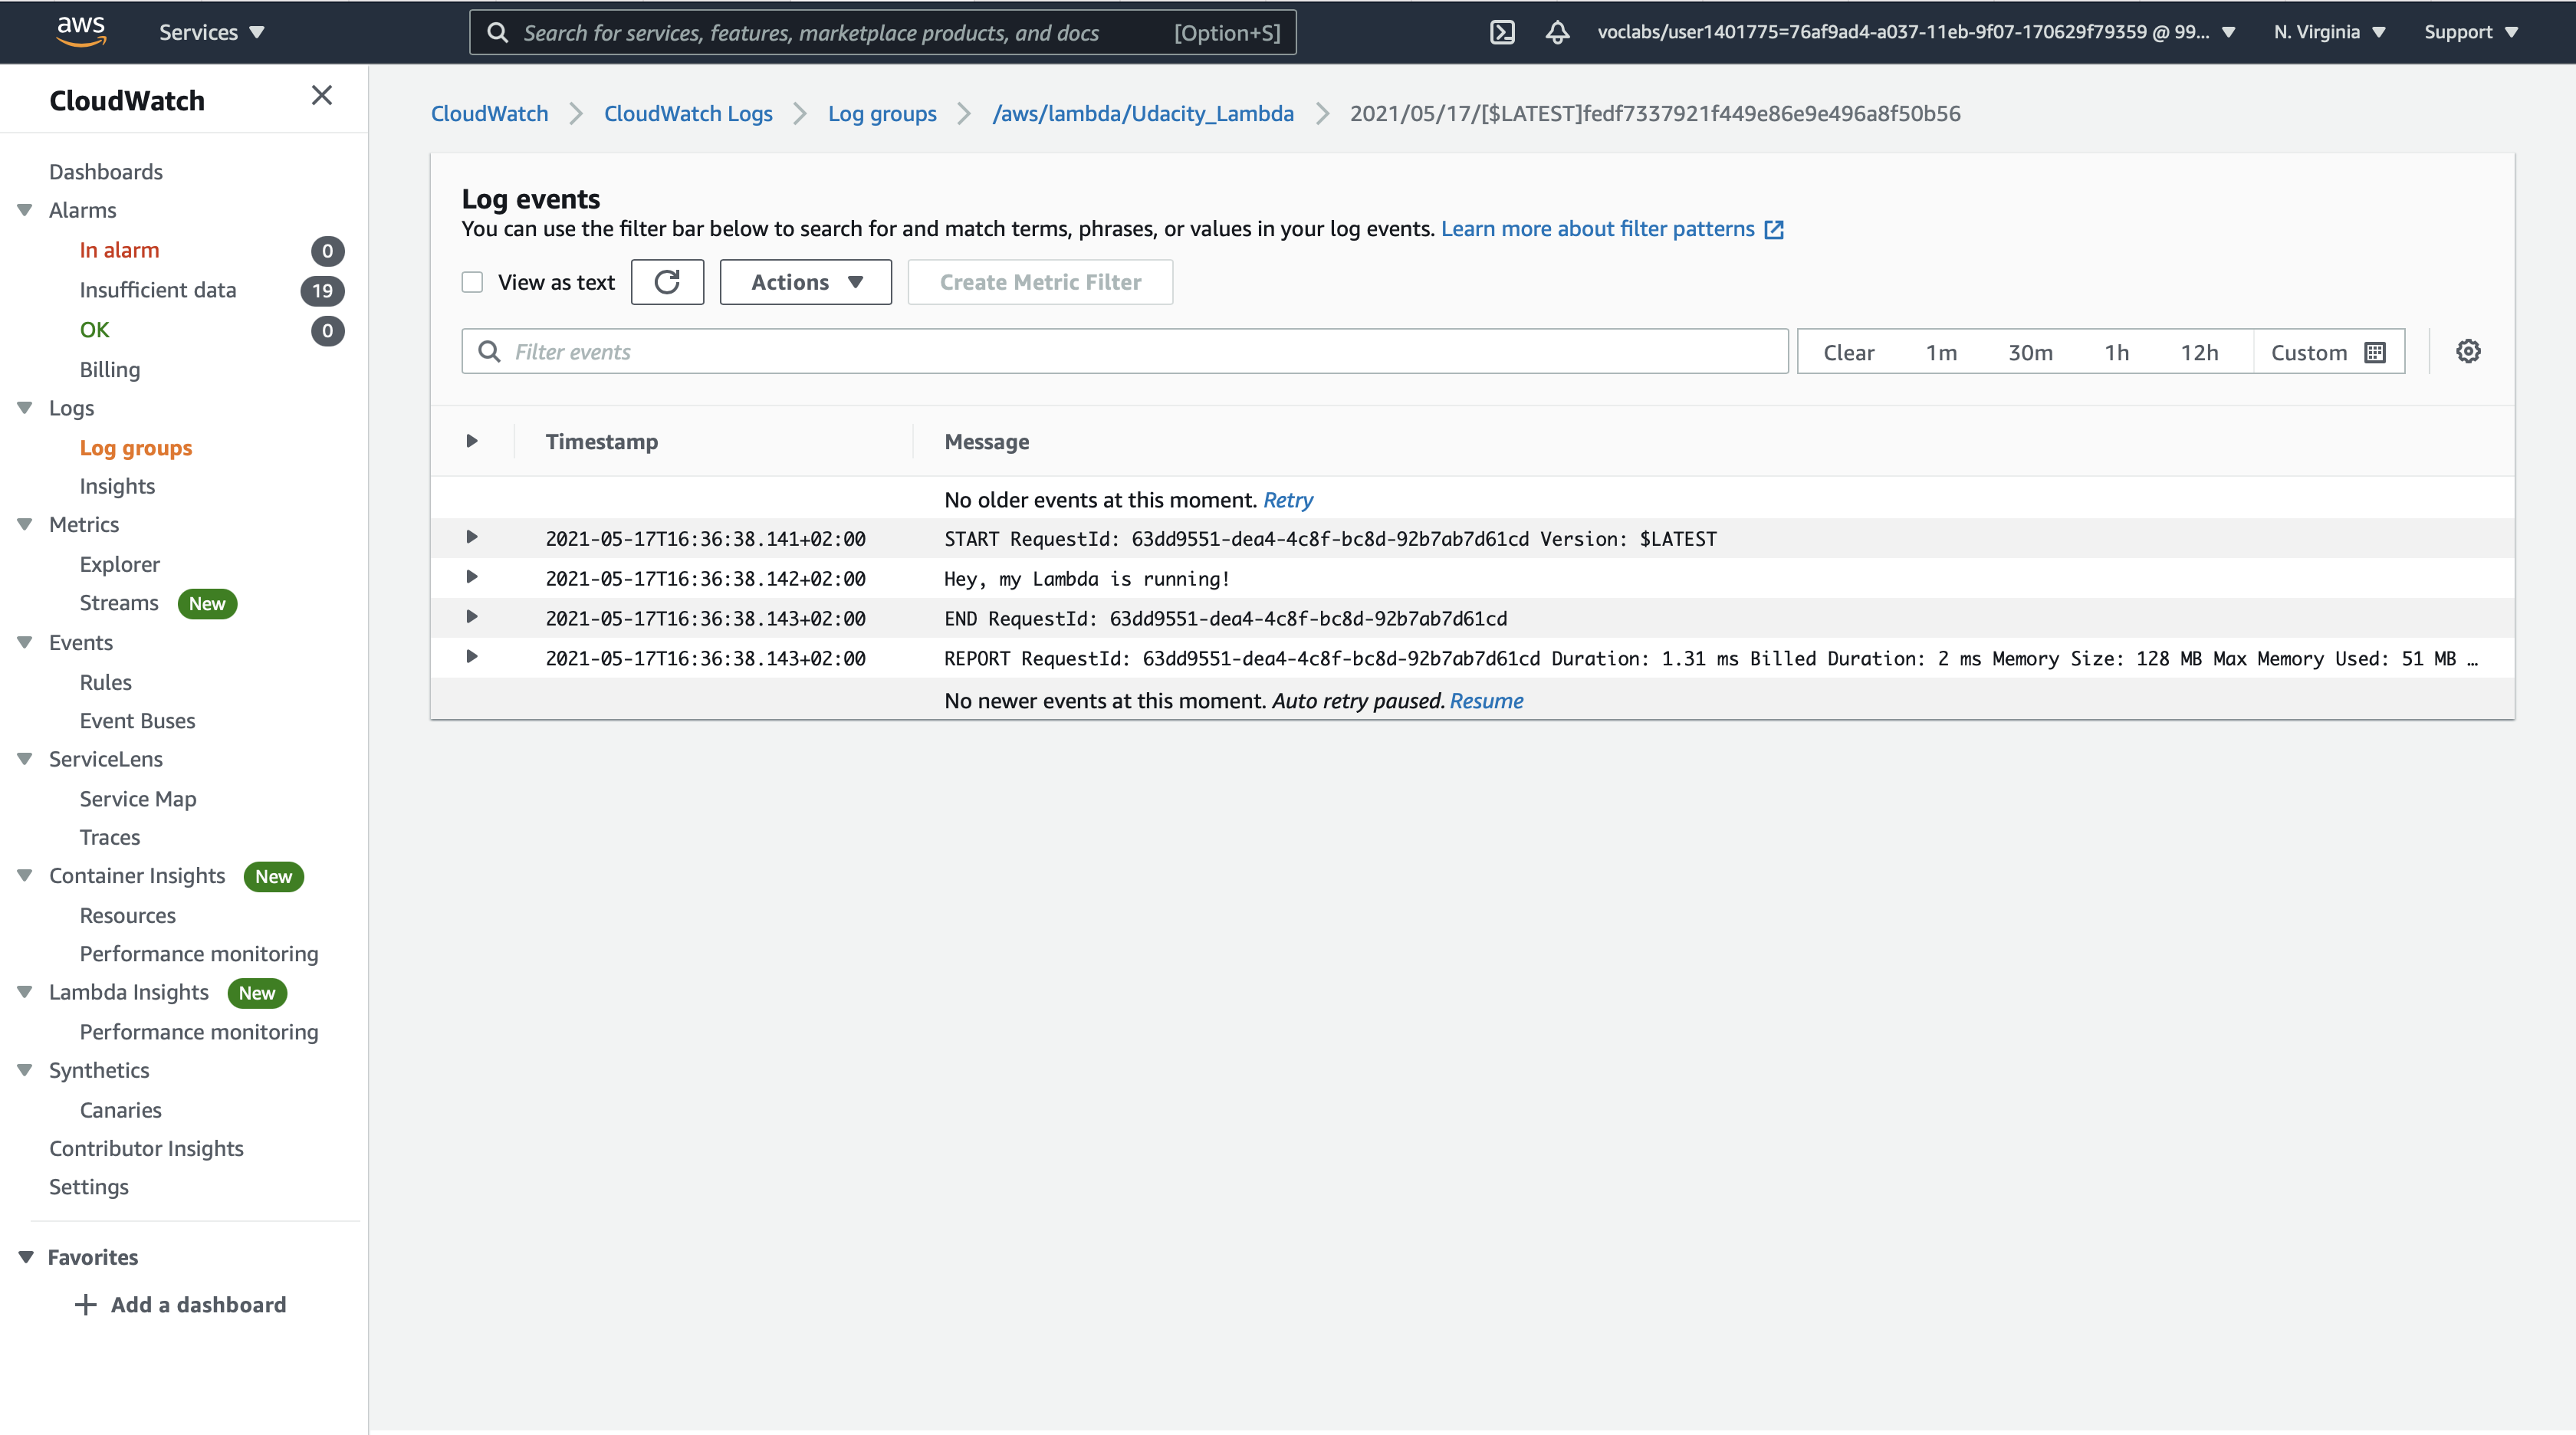 aws Services Search for services, features, marketplace products, and docs [Option+S] voclabs/user1401775=76af9ad4-a037-11eb-9f07-170629f79359 @ 99... N. Virginia Support
CloudWatch
Dashboards
Alarms
In alarm 0
Insufficient data 19
OK 0
Billing
Logs
Log groups
Insights
Metrics
Explorer
Streams New
Events
Rules
Event Buses
ServiceLens
Service Map
Traces
Container Insights New
Resources
Performance monitoring
Lambda Insights New
Performance monitoring
Synthetics
Canaries
Contributor Insights
Settings
Favorites
Add a dashboard
CloudWatch CloudWatch Logs Log groups /aws/lambda/Udacity_Lambda 2021/05/17/[$LATEST]fedf7337921f449e86e9e496a8f50b56
Log events
You can use the filter bar below to search for and match terms, phrases, or values in your log events. Learn more about filter patterns
View as text Actions Create Metric Filter
Filter events Clear 1m 30m 1h 12h Custom
Timestamp Message
No older events at this moment. Retry
2021-05-17T16:36:38.141+02:00 START RequestId: 63dd9551-dea4-4c8f-bc8d-92b7ab7d61cd Version: $LATEST
2021-05-17T16:36:38.142+02:00 Hey, my Lambda is running!
2021-05-17T16:36:38.143+02:00 END RequestId: 63dd9551-dea4-4c8f-bc8d-92b7ab7d61cd
2021-05-17T16:36:38.143+02:00 REPORT RequestId: 63dd9551-dea4-4c8f-bc8d-92b7ab7d61cd Duration: 1.31 ms Billed Duration: 2 ms Memory Size: 128 MB Max Memory Used: 51 MB …
No newer events at this moment. Auto retry paused. Resume